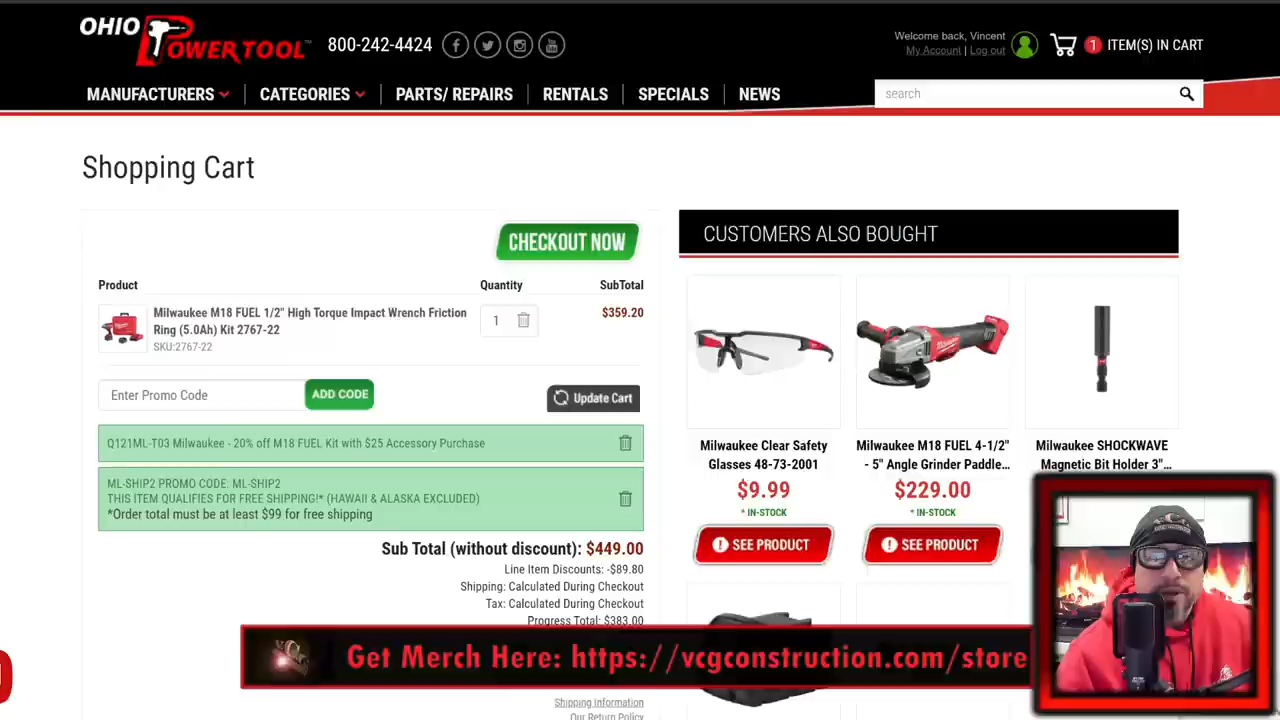 OHIO
POWER TOOL™
800-242-4424
Welcome back, Vincent
My Account | Log out
1 ITEM(S) IN CART
MANUFACTURERS
CATEGORIES
PARTS/ REPAIRS
RENTALS
SPECIALS
NEWS
search
Shopping Cart
CHECKOUT NOW
Product Quantity SubTotal
Milwaukee M18 FUEL 1/2" High Torque Impact Wrench Friction
Ring (5.0Ah) Kit 2767-22
SKU:2767-22
1
$359.20
Enter Promo Code
ADD CODE
Update Cart
Q121ML-T03 Milwaukee - 20% off M18 FUEL Kit with $25 Accessory Purchase
ML-SHIP2 PROMO CODE: ML-SHIP2
THIS ITEM QUALIFIES FOR FREE SHIPPING!* (HAWAII & ALASKA EXCLUDED)
*Order total must be at least $99 for free shipping
Sub Total (without discount): $449.00
Line Item Discounts: -$89.80
Shipping: Calculated During Checkout
Tax: Calculated During Checkout
Progress Total: $383.00
Shipping Information
Our Return Policy
CUSTOMERS ALSO BOUGHT
Milwaukee Clear Safety
Glasses 48-73-2001
$9.99
* IN-STOCK
SEE PRODUCT
Milwaukee M18 FUEL 4-1/2"
- 5" Angle Grinder Paddle...
$229.00
* IN-STOCK
SEE PRODUCT
Milwaukee SHOCKWAVE
Magnetic Bit Holder 3"...
Get Merch Here: https://vcgconstruction.com/store